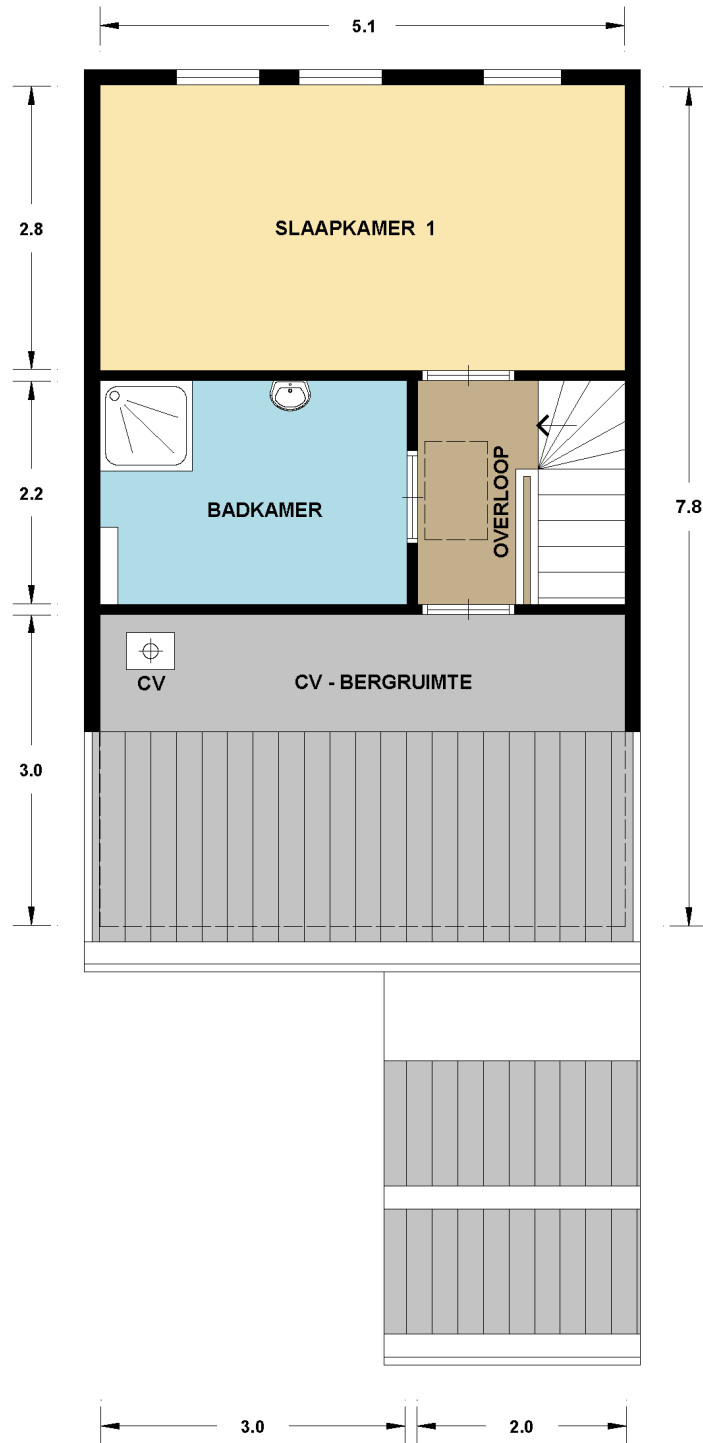 5.1
2.8
SLAAPKAMER 1
2.2
7.8
BADKAMER
OVERLOOP
CV
CV - BERGRUIMTE
3.0
3.0
2.0